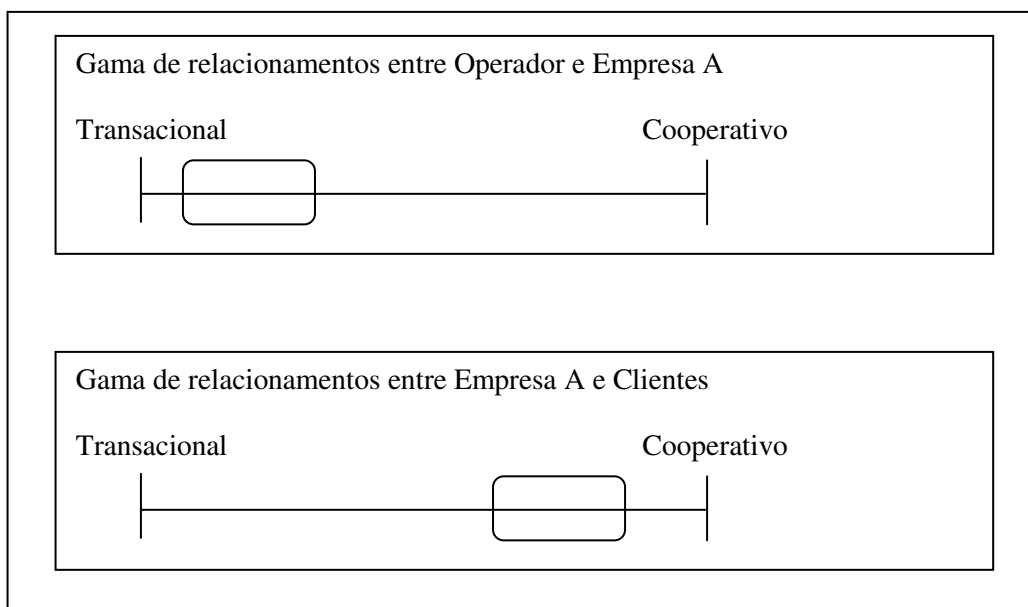 Gama de relacionamentos entre Operador e Empresa A
Transacional Cooperativo
Gama de relacionamentos entre Empresa A e Clientes
Transacional Cooperativo